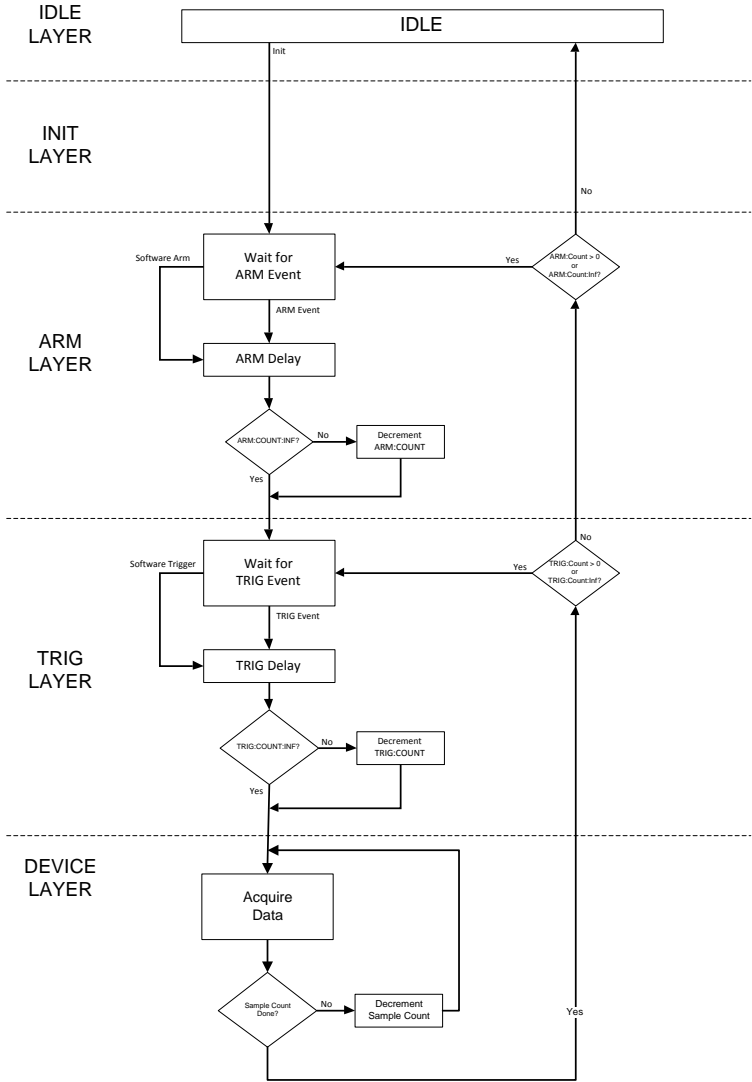 IDLE
LAYER
IDLE
Init
INIT
LAYER
No
ARM
LAYER
Software Arm
Wait for
ARM Event
Yes
ARM:Count > 0
or
ARM:Count:Inf?
ARM Event
ARM Delay
ARM:COUNT:INF?
No
Decrement
ARM:COUNT
Yes
No
TRIG
LAYER
Software Trigger
Wait for
TRIG Event
Yes
TRIG:Count > 0
or
TRIG:Count:Inf?
TRIG Event
TRIG Delay
TRIG:COUNT:INF?
No
Decrement
TRIG:COUNT
Yes
DEVICE
LAYER
Acquire
Data
Sample Count
Done?
No
Decrement
Sample Count
Yes